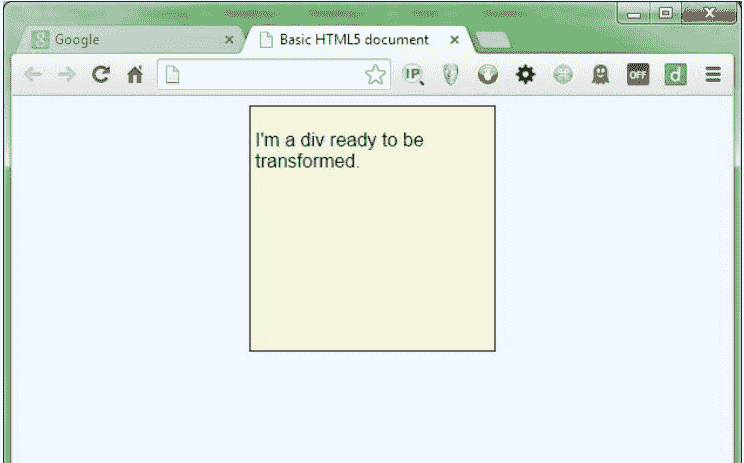 Google
Basic HTML5 document
IP
OFF
d
I'm a div ready to be
transformed.